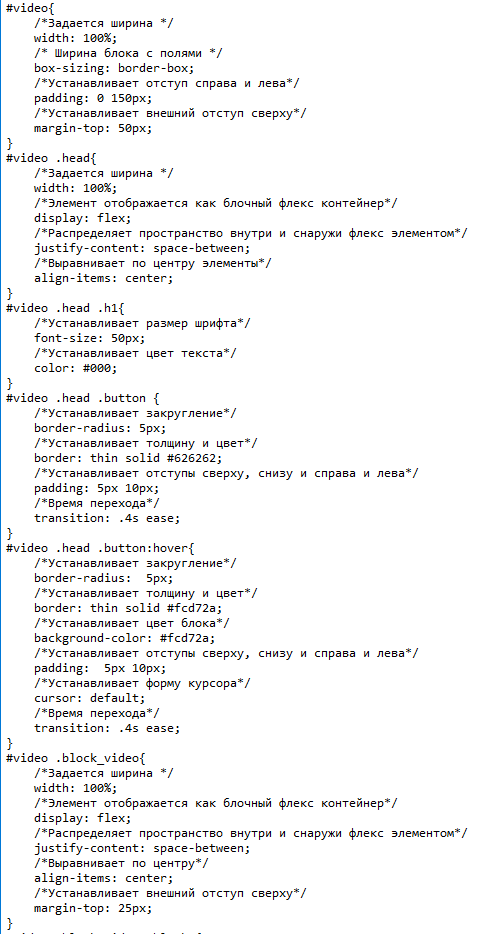 #video{
    /*Задается ширина */
    width: 100%;
    /* Ширина блока с полями */
    box-sizing: border-box;
    /*Устанавливает отступ справа и лева*/
    padding: 0 150px;
    /*Устанавливает внешний отступ сверху*/
    margin-top: 50px;
}
#video .head{
    /*Задается ширина */
    width: 100%;
    /*Элемент отображается как блочный флекс контейнер*/
    display: flex;
    /*Распределяет пространство внутри и снаружи флекс элементом*/
    justify-content: space-between;
    /*Выравнивает по центру элементы*/
    align-items: center;
}
#video .head .h1{
    /*Устанавливает размер шрифта*/
    font-size: 50px;
    /*Устанавливает цвет текста*/
    color: #000;
}
#video .head .button {
    /*Устанавливает закругление*/
    border-radius: 5px;
    /*Устанавливает толщину и цвет*/
    border: thin solid #626262;
    /*Устанавливает отступы сверху, снизу и справа и лева*/
    padding: 5px 10px;
    /*Время перехода*/
    transition: .4s ease;
}
#video .head .button:hover{
    /*Устанавливает закругление*/
    border-radius:  5px;
    /*Устанавливает толщину и цвет*/
    border: thin solid #fcd72a;
    /*Устанавливает цвет блока*/
    background-color: #fcd72a;
    /*Устанавливает отступы сверху, снизу и справа и лева*/
    padding:  5px 10px;
    /*Устанавливает форму курсора*/
    cursor: default;
    /*Время перехода*/
    transition: .4s ease;
}
#video .block_video{
    /*Задается ширина */
    width: 100%;
    /*Элемент отображается как блочный флекс контейнер*/
    display: flex;
    /*Распределяет пространство внутри и снаружи флекс элементом*/
    justify-content: space-between;
    /*Выравнивает по центру*/
    align-items: center;
    /*Устанавливает внешний отступ сверху*/
    margin-top: 25px;
}